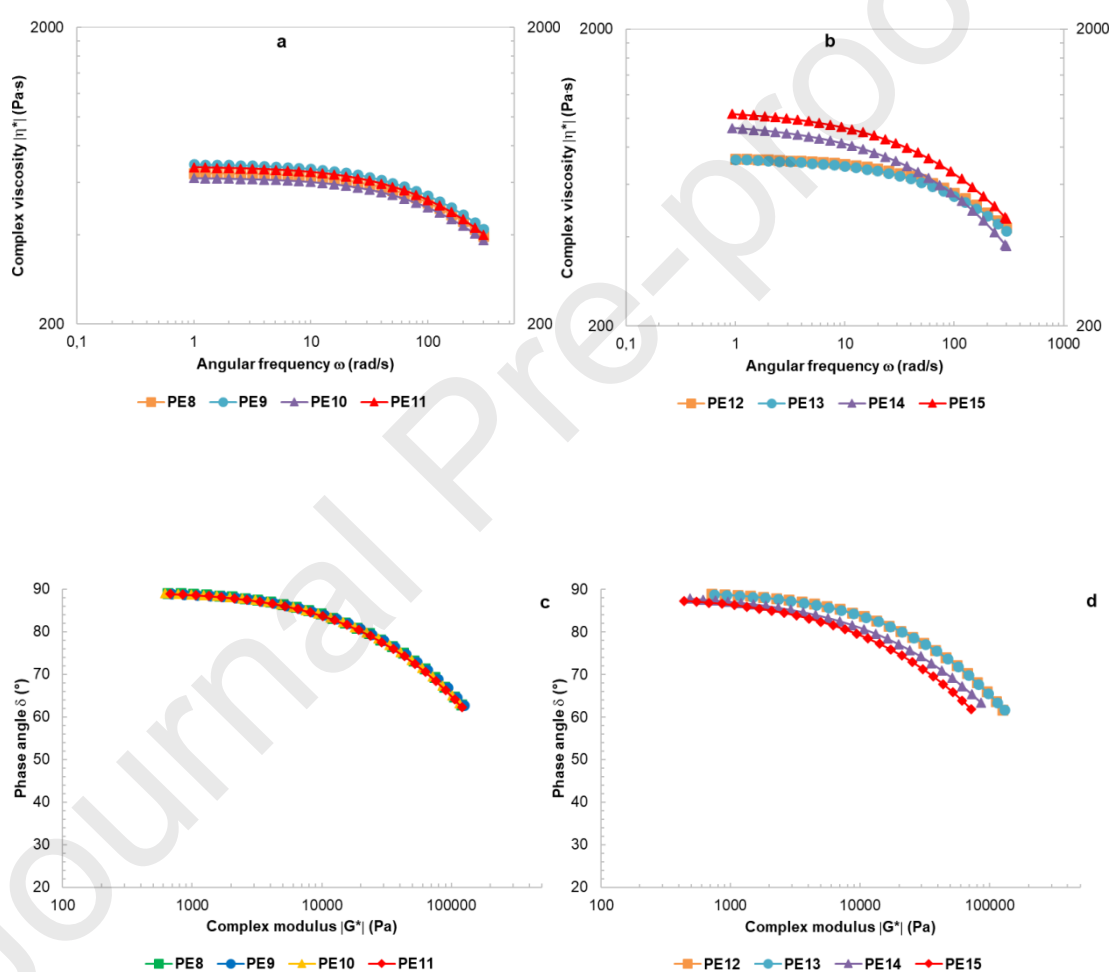 2000
2000
a
Complex viscosity |η*| (Pa·s)
200
200
0,1
1
10
100
Angular frequency ω (rad/s)
PE8 PE9 PE10 PE11
2000
2000
b
Complex viscosity |η*| (Pa·s)
200
200
0,1
1
10
100
1000
Angular frequency ω (rad/s)
PE12 PE13 PE14 PE15
90
80
70
60
50
40
30
20
c
Phase angle δ (°)
100
1000
10000
100000
Complex modulus |G*| (Pa)
PE8 PE9 PE10 PE11
90
80
70
60
50
40
30
20
d
Phase angle δ (°)
100
1000
10000
100000
Complex modulus |G*| (Pa)
PE12 PE13 PE14 PE15
Journal Pre-proo